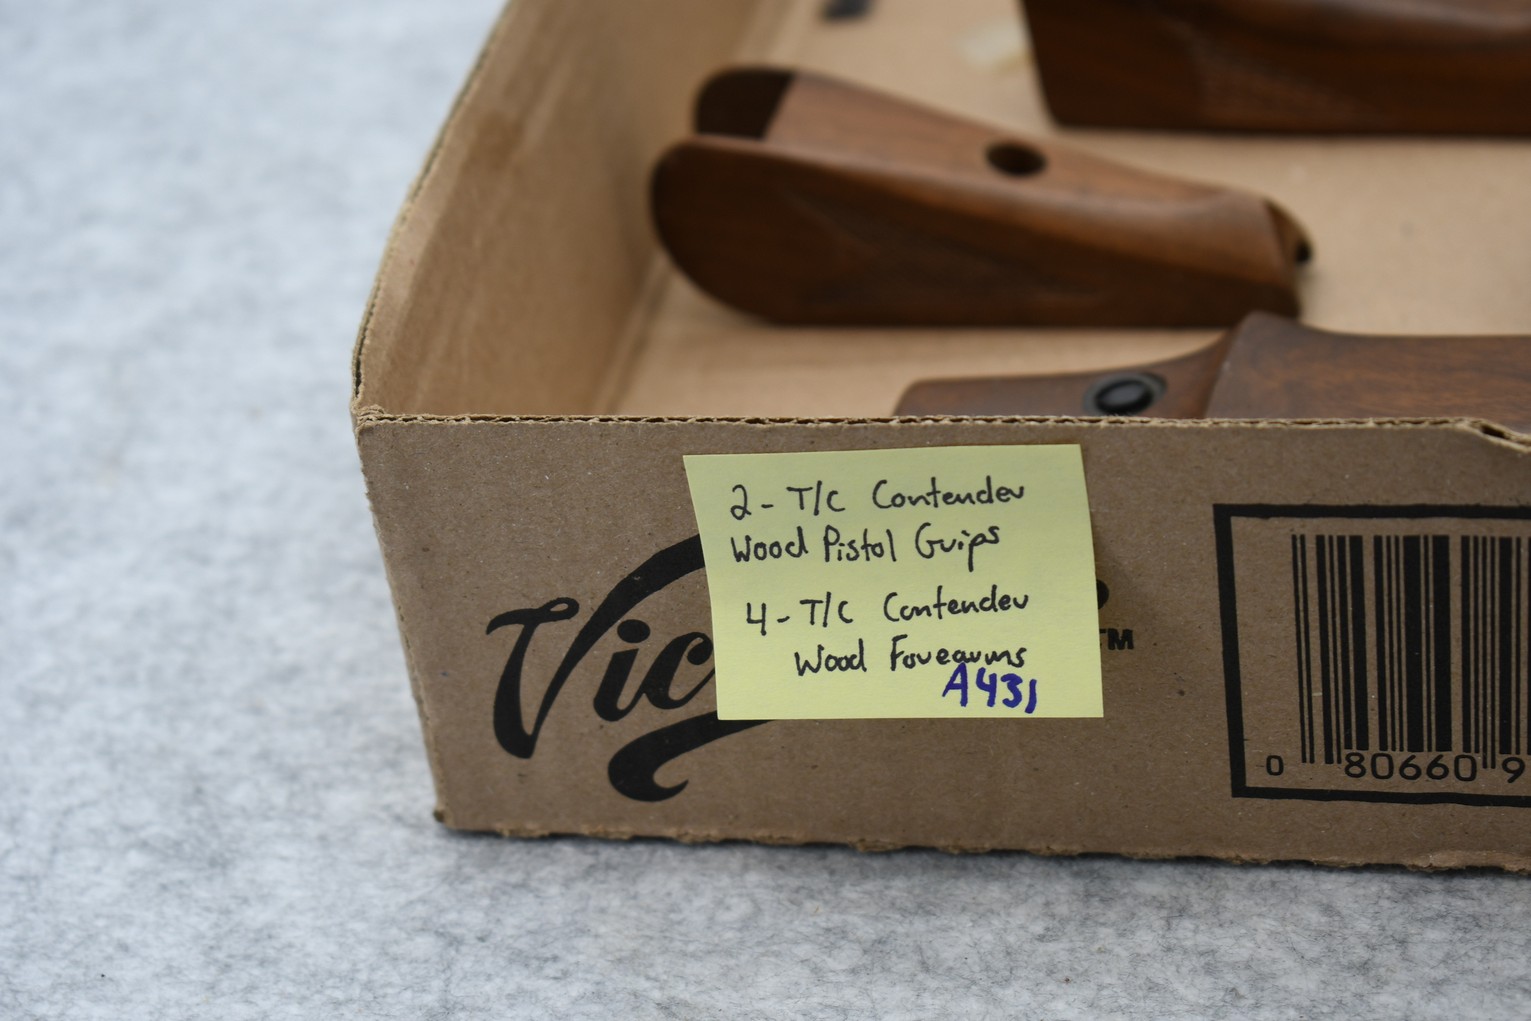 2 - T/C Contender
Wood Pistol Grips
4 - T/C Contender
Wood Forearms
A431
Vic
TM
0 80660 9